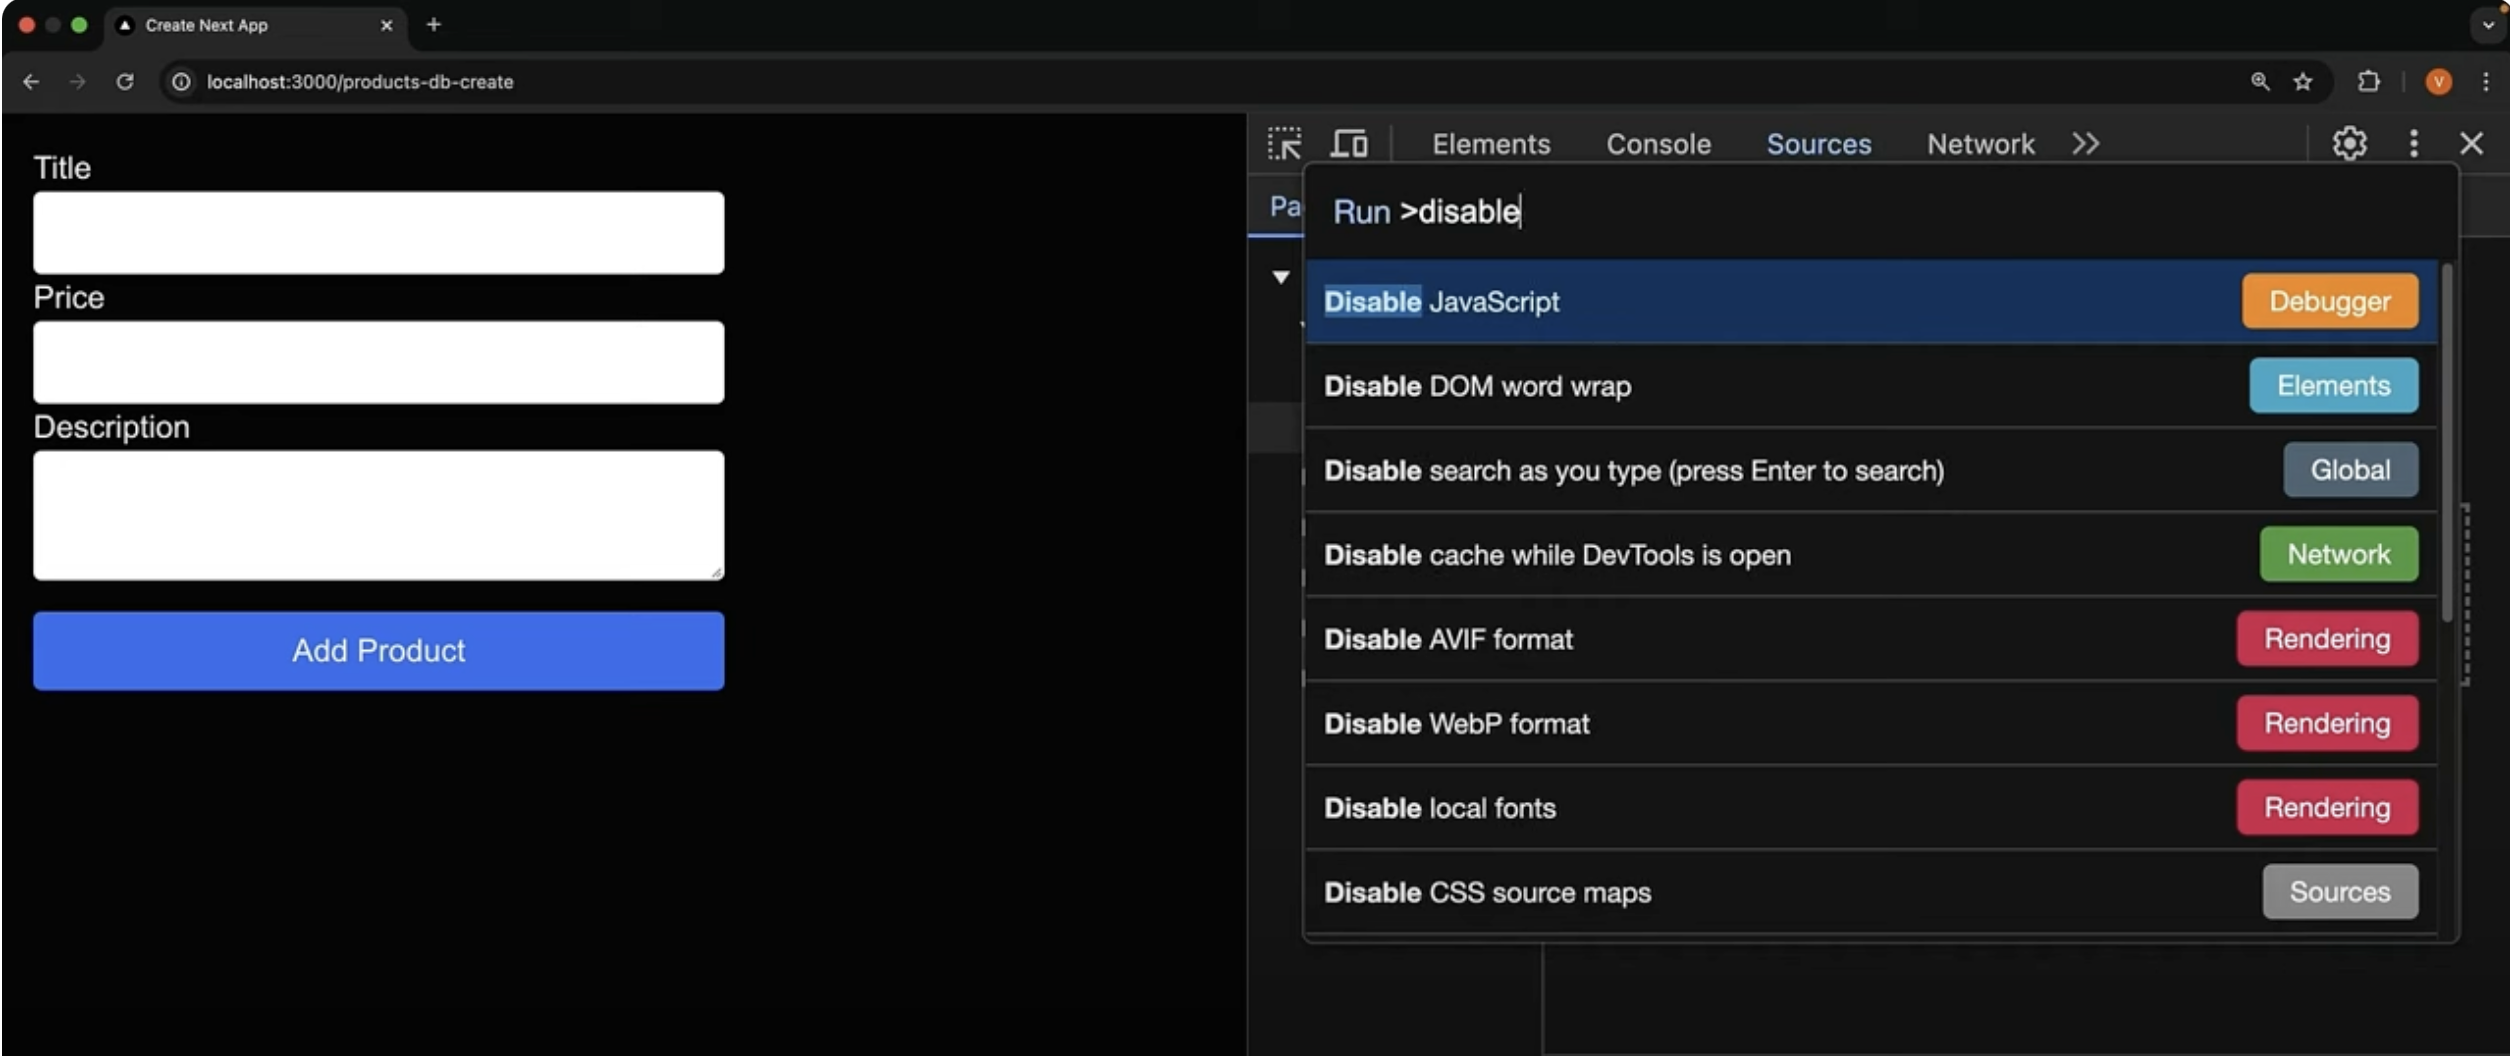 Create Next App
localhost:3000/products-db-create
V
Title
Price
Description
Add Product
Elements Console Sources Network
Pa
Run >disable
Disable JavaScript Debugger
Disable DOM word wrap Elements
Disable search as you type (press Enter to search) Global
Disable cache while DevTools is open Network
Disable AVIF format Rendering
Disable WebP format Rendering
Disable local fonts Rendering
Disable CSS source maps Sources